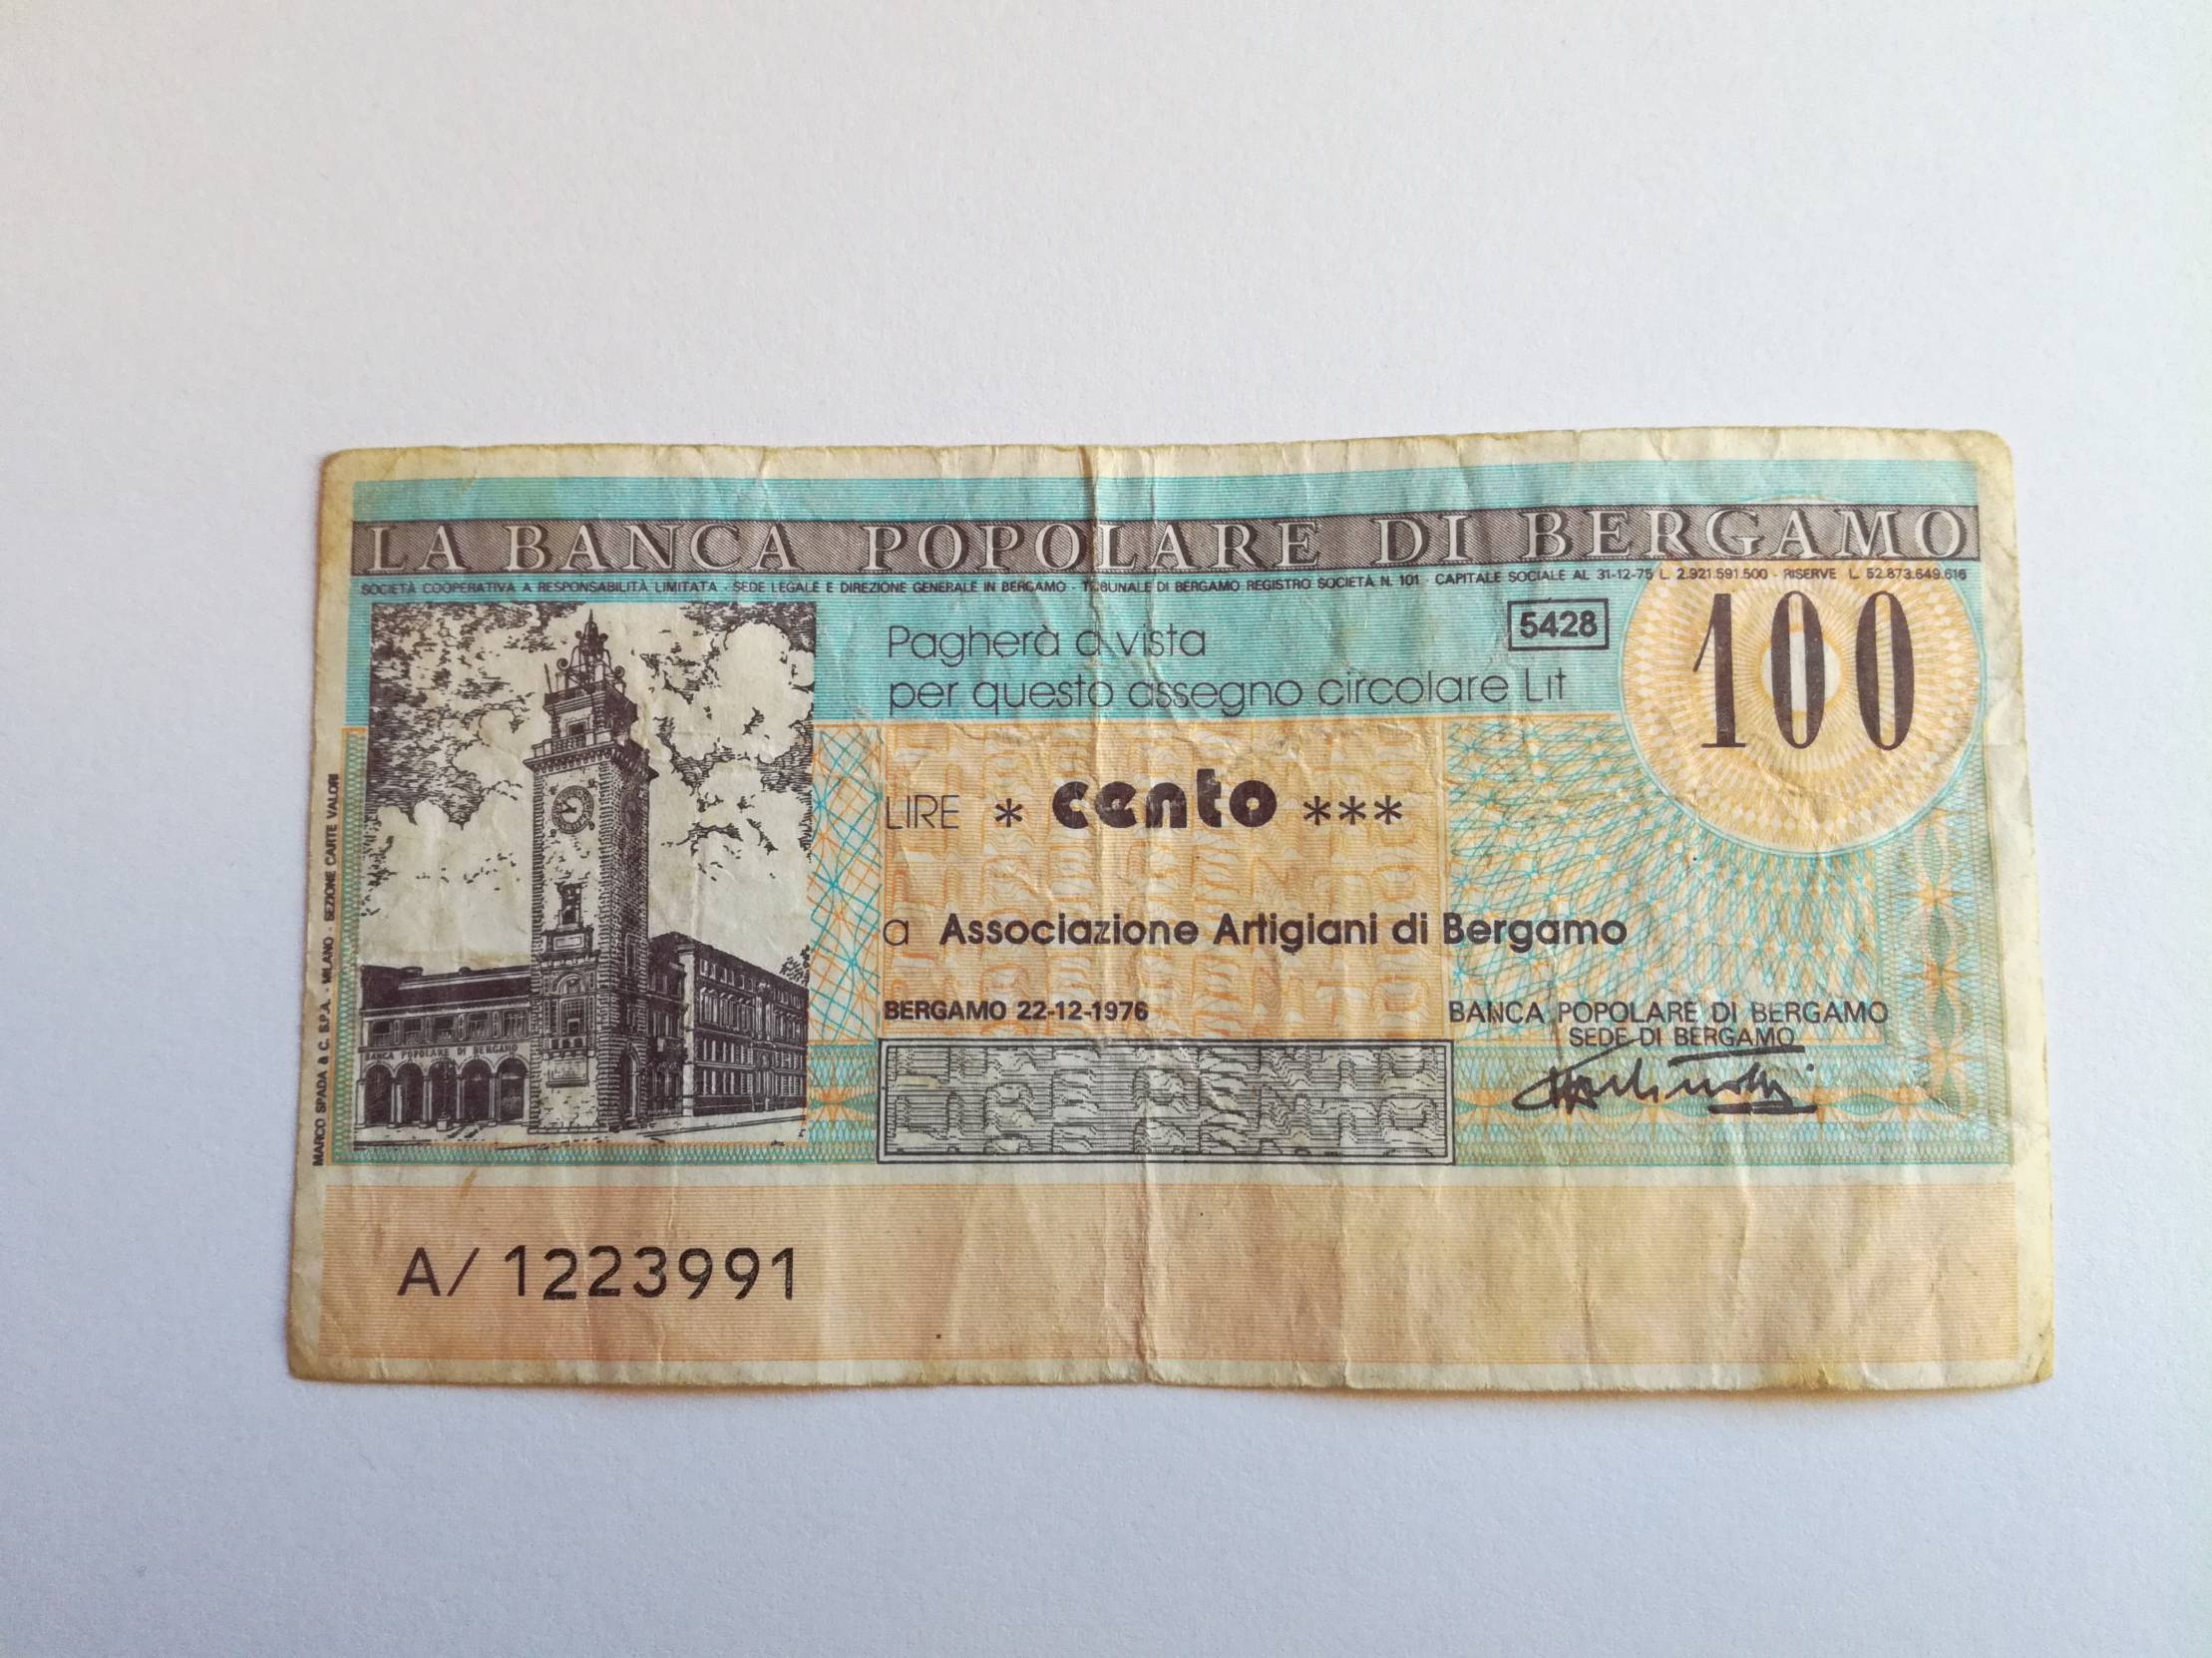 LA BANCA POPOLARE DI BERGAMO
SOCIETÀ COOPERATIVA A RESPONSABILITÀ LIMITATA - SEDE LEGALE E DIREZIONE GENERALE IN BERGAMO - TRIBUNALE DI BERGAMO REGISTRO SOCIETÀ N. 101 - CAPITALE SOCIALE AL 31-12-75 L. 2.921.591.500 - RISERVE L. 52.873.649.616
Pagherà a vista
5428
100
per questo assegno circolare Lit
LIRE * cento ***
a Associazione Artigiani di Bergamo
BERGAMO 22-12-1976
BANCA POPOLARE DI BERGAMO
SEDE DI BERGAMO
BANCA POPOLARE DI BERGAMO
MARCO SPADA & C. S.P.A. - MILANO - SEZIONE CARTE VALORI
A/ 1223991